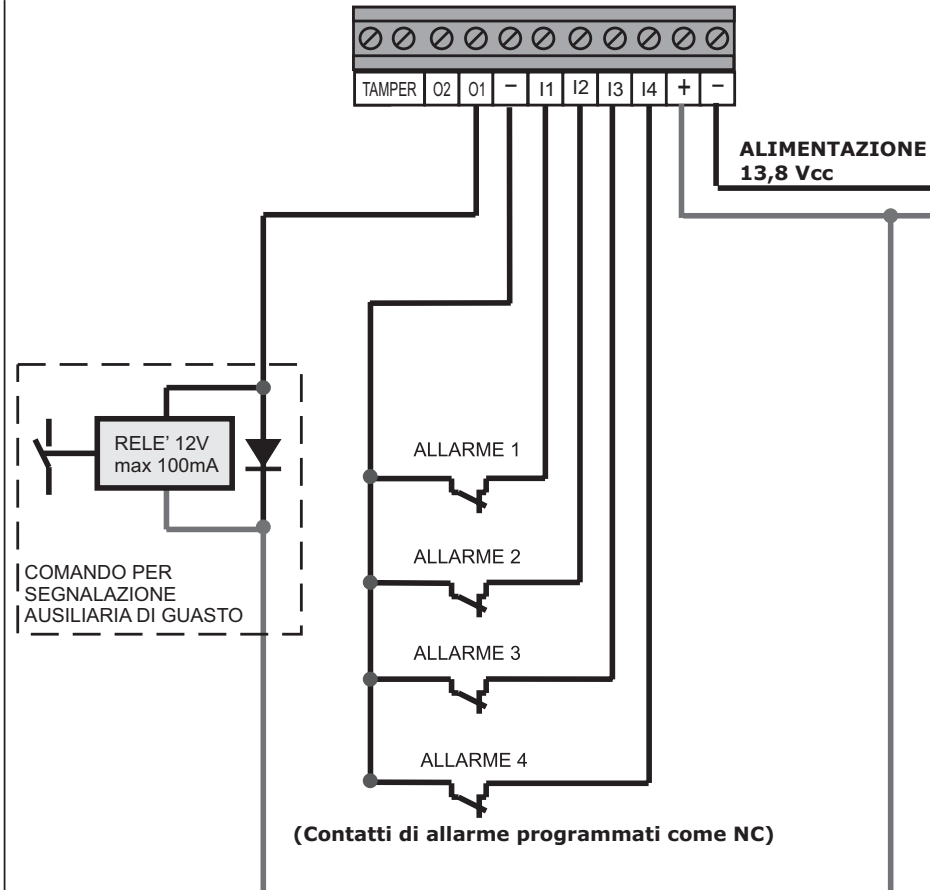 TAMPER O2 O1 − I1 I2 I3 I4 + −
ALIMENTAZIONE
13,8 Vcc
RELE’ 12V
max 100mA
COMANDO PER
SEGNALAZIONE
AUSILIARIA DI GUASTO
ALLARME 1
ALLARME 2
ALLARME 3
ALLARME 4
(Contatti di allarme programmati come NC)